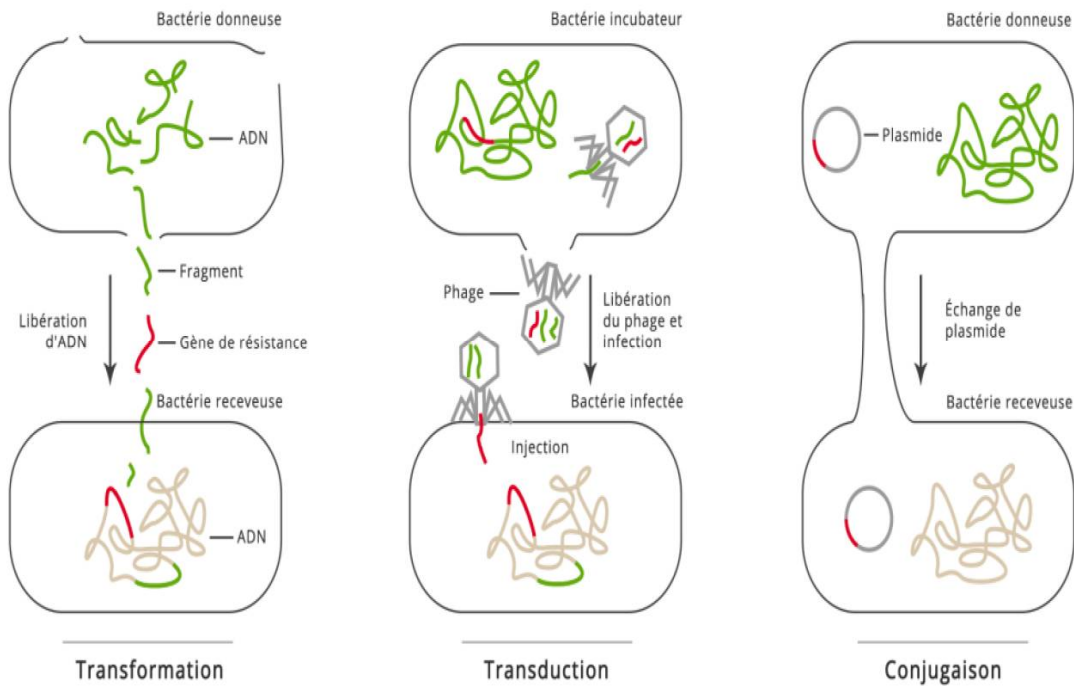 Bactérie donneuse
ADN
Fragment
Libération
d'ADN
Gène de résistance
Bactérie receveuse
ADN
Transformation
Bactérie incubateur
Phage
Libération
du phage et
infection
Bactérie infectée
Injection
Transduction
Bactérie donneuse
Plasmide
Échange de
plasmide
Bactérie receveuse
Conjugaison